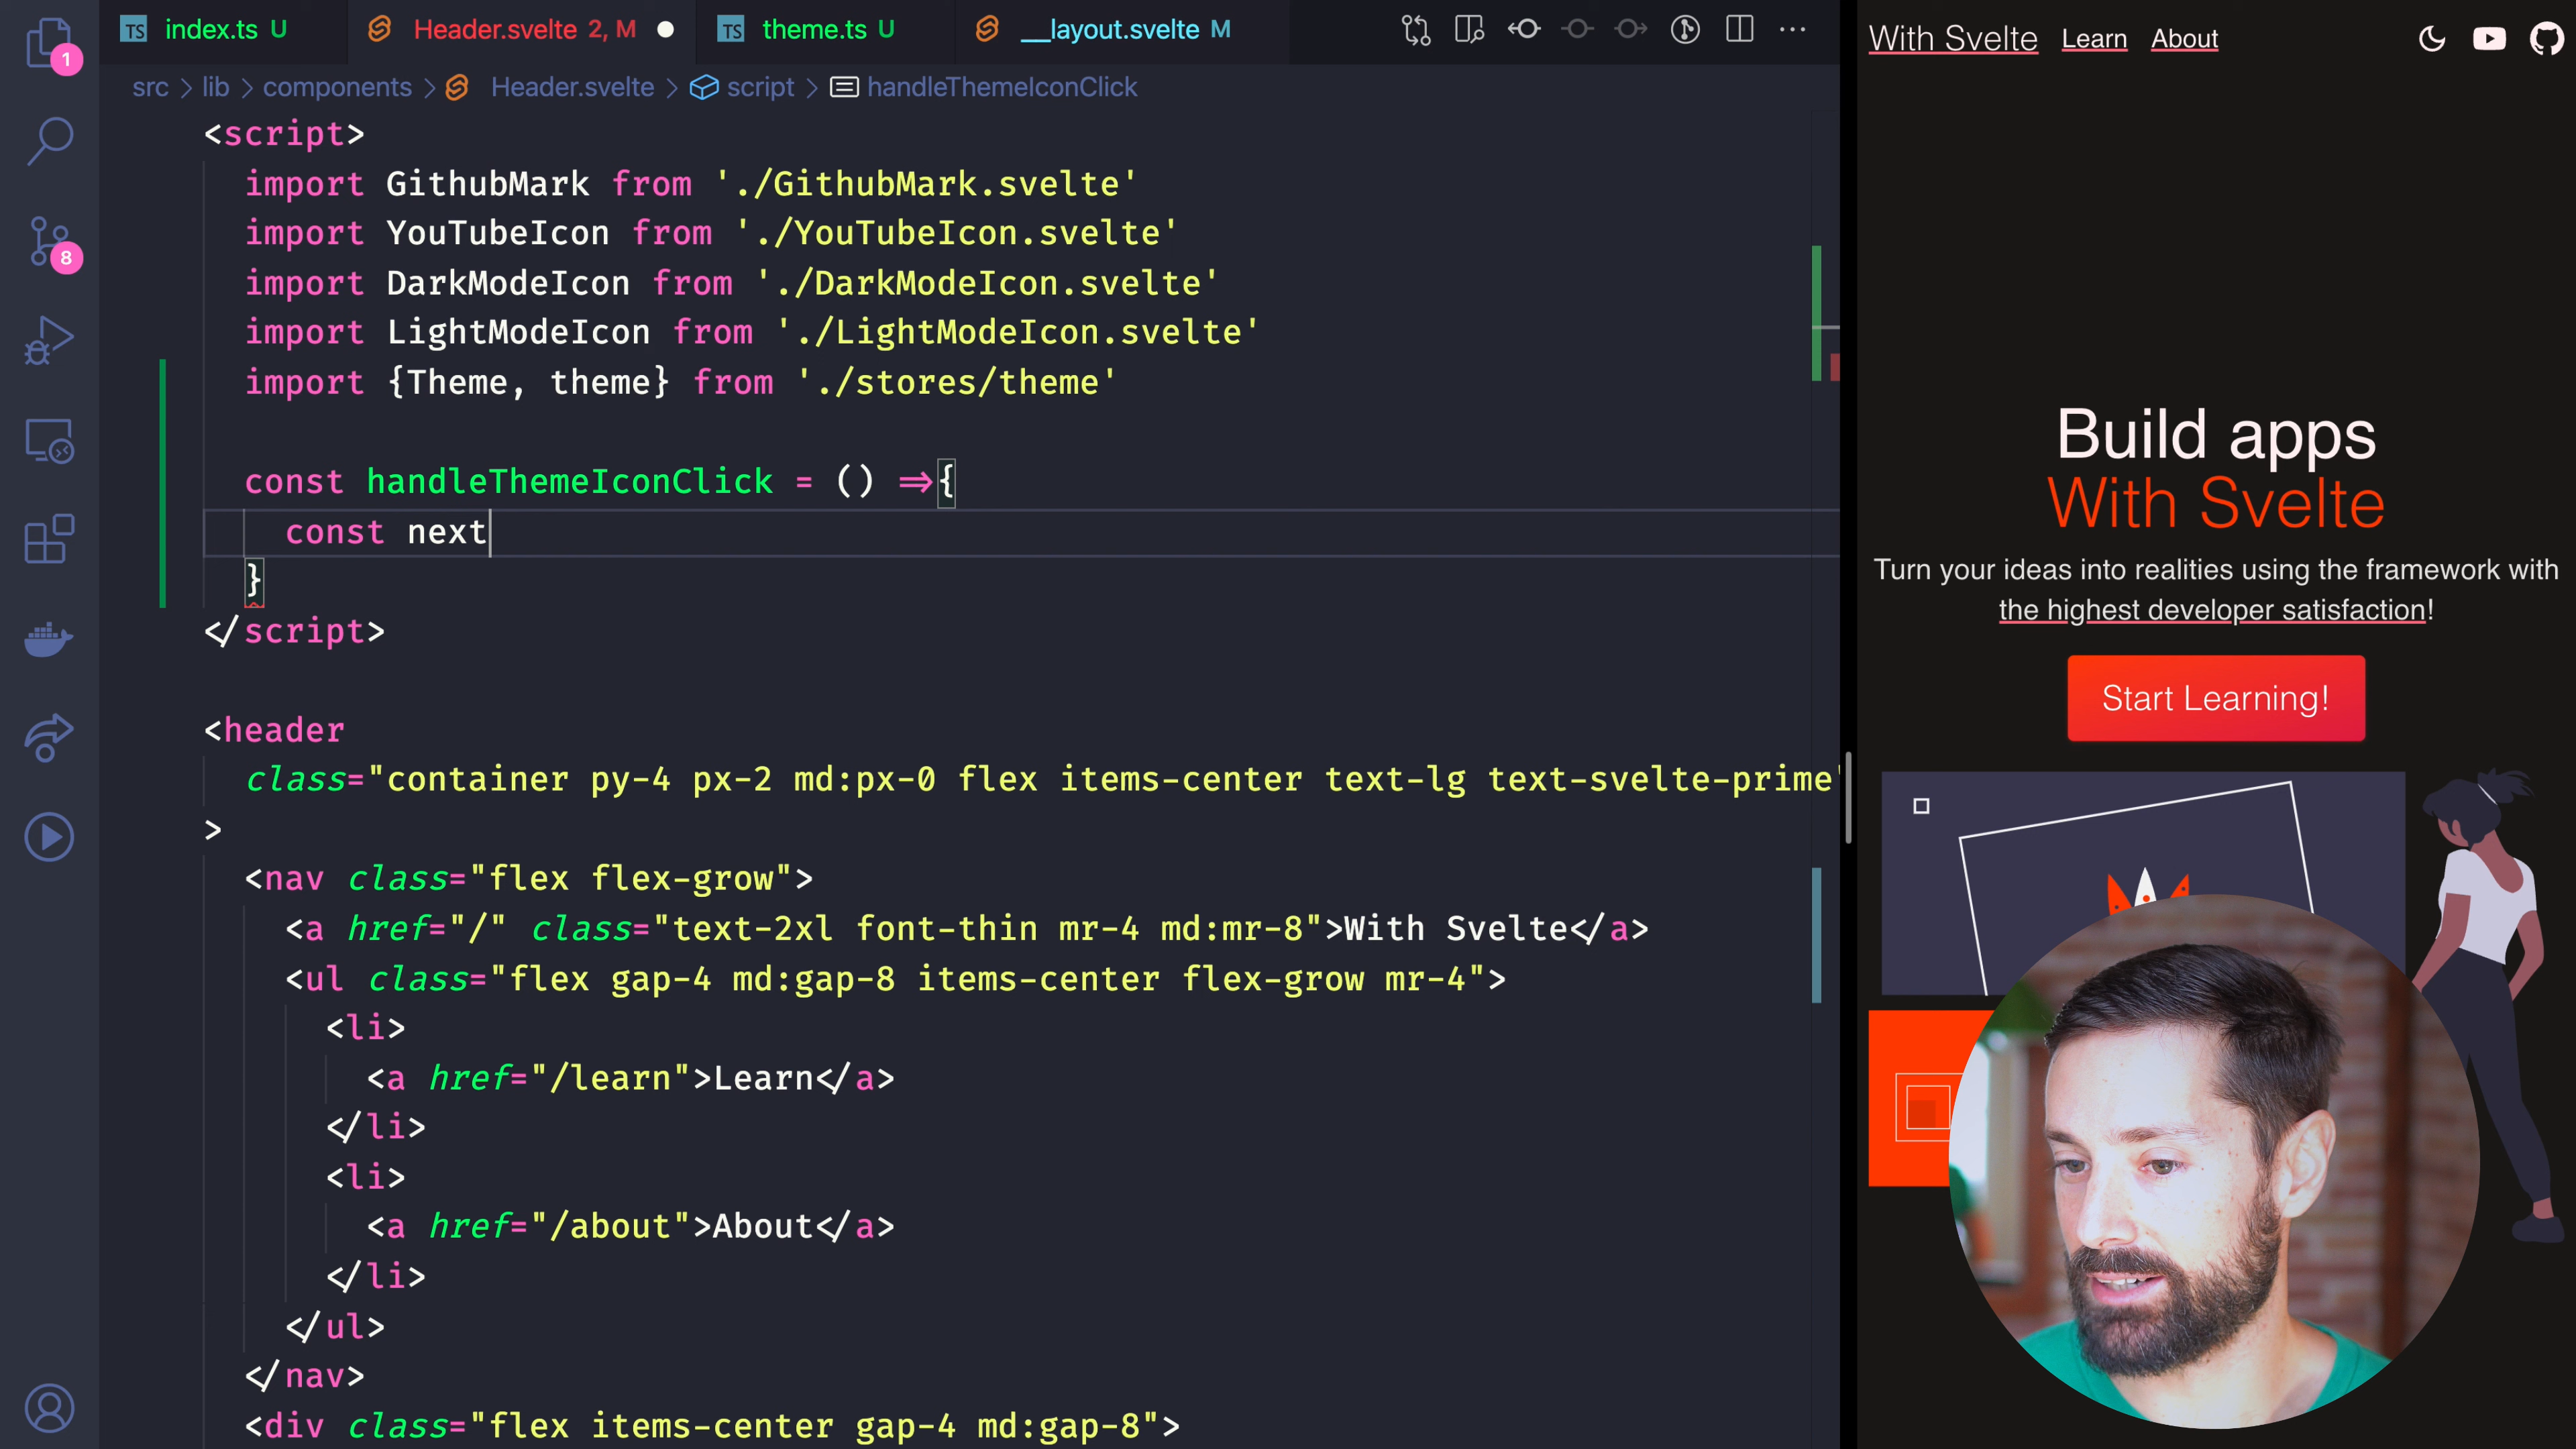 TS index.ts U
Header.svelte 2, M
TS theme.ts U
__layout.svelte M
src > lib > components > Header.svelte > script > handleThemeIconClick
1
8
<script>
import GithubMark from './GithubMark.svelte'
import YouTubeIcon from './YouTubeIcon.svelte'
import DarkModeIcon from './DarkModeIcon.svelte'
import LightModeIcon from './LightModeIcon.svelte'
import {Theme, theme} from './stores/theme'
const handleThemeIconClick = () =>{
const next
}
</script>
<header
class="container py-4 px-2 md:px-0 flex items-center text-lg text-svelte-prime
>
<nav class="flex flex-grow">
<a href="/" class="text-2xl font-thin mr-4 md:mr-8">With Svelte</a>
<ul class="flex gap-4 md:gap-8 items-center flex-grow mr-4">
<li>
<a href="/learn">Learn</a>
</li>
<li>
<a href="/about">About</a>
</li>
</ul>
</nav>
<div class="flex items-center gap-4 md:gap-8">
With Svelte Learn About
Build apps
With Svelte
Turn your ideas into realities using the framework with
the highest developer satisfaction!
Start Learning!